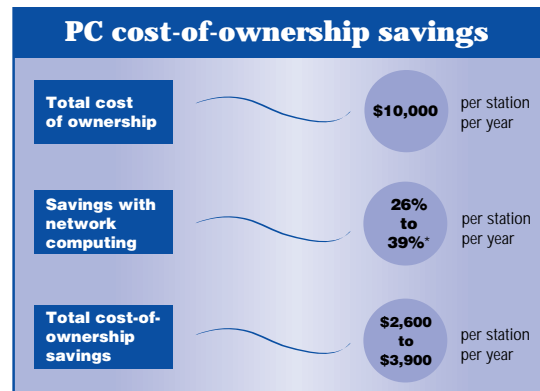 PC cost-of-ownership savings
Total cost
of ownership
$10,000
per station
per year
Savings with
network
computing
26%
to
39%*
per station
per year
Total cost-of-
ownership
savings
$2,600
to
$3,900
per station
per year